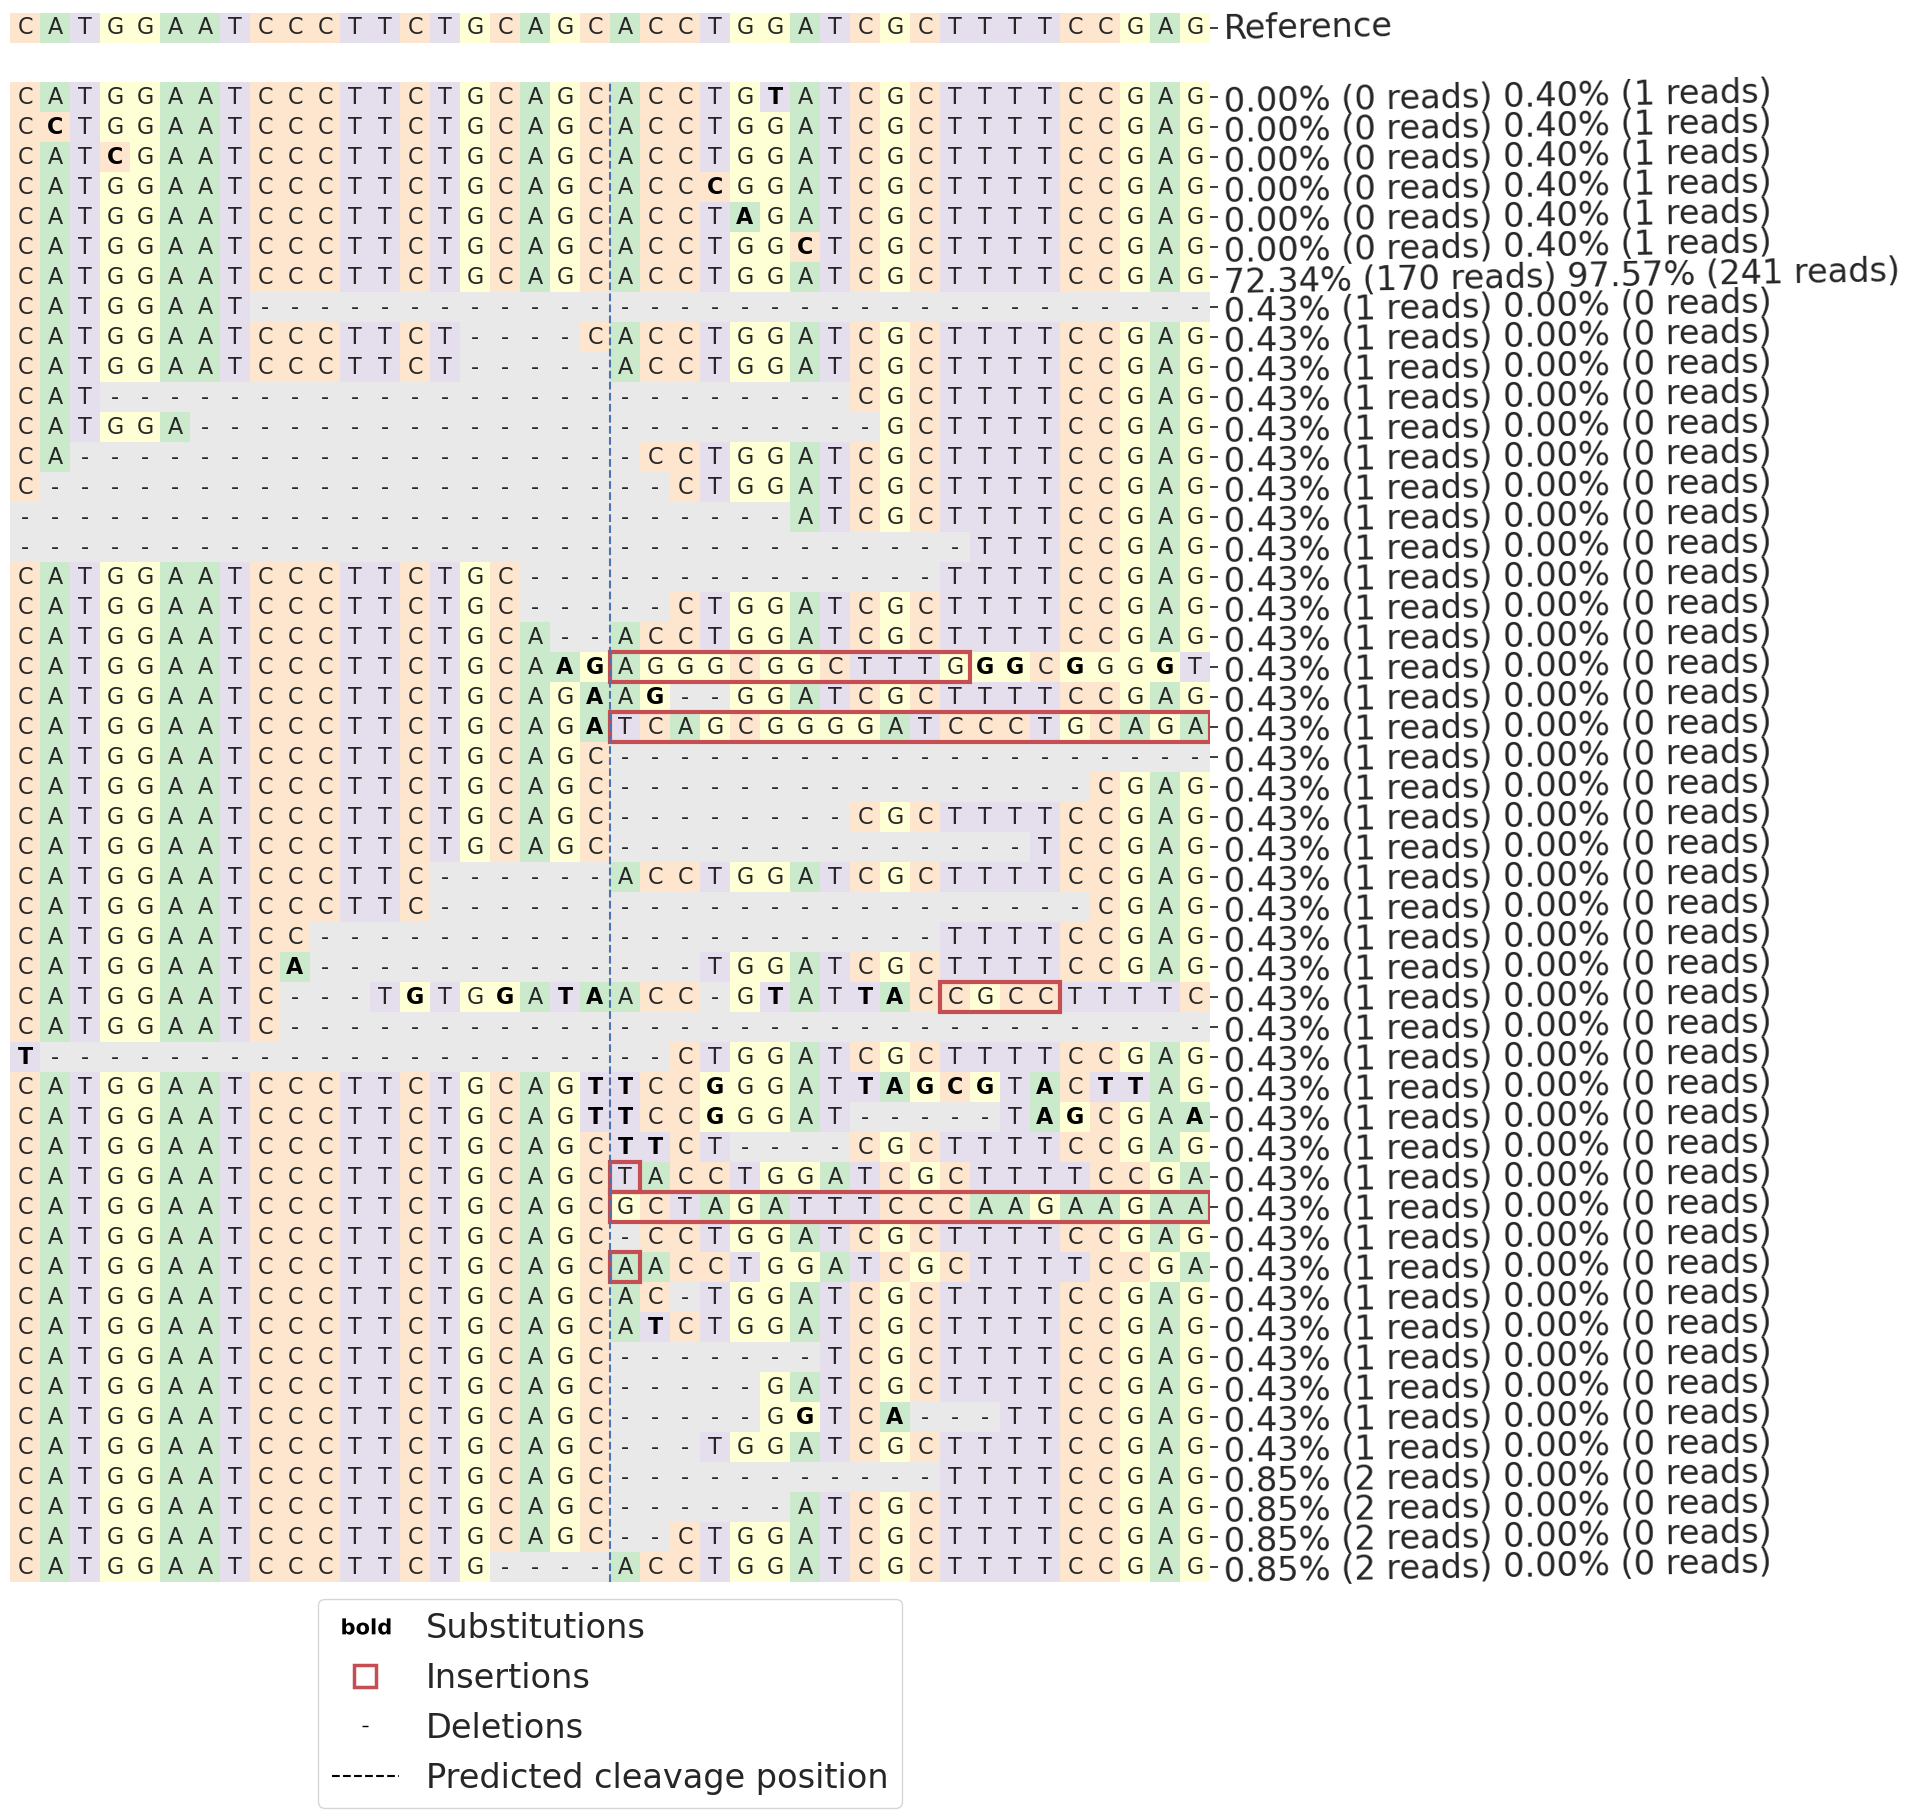 C A T G G A A T C C C T T C T G C A G C A C C T G G A T C G C T T T T C C G A G - Reference
C A T G G A A T C C C T T C T G C A G C A C C T G T A T C G C T T T T C C G A G - 0.00% (0 reads) 0.40% (1 reads)
C C T G G A A T C C C T T C T G C A G C A C C T G G A T C G C T T T T C C G A G - 0.00% (0 reads) 0.40% (1 reads)
C A T C G A A T C C C T T C T G C A G C A C C T G G A T C G C T T T T C C G A G - 0.00% (0 reads) 0.40% (1 reads)
C A T G G A A T C C C T T C T G C A G C A C C C G G A T C G C T T T T C C G A G - 0.00% (0 reads) 0.40% (1 reads)
C A T G G A A T C C C T T C T G C A G C A C C T A G A T C G C T T T T C C G A G - 0.00% (0 reads) 0.40% (1 reads)
C A T G G A A T C C C T T C T G C A G C A C C T G G C T C G C T T T T C C G A G - 0.00% (0 reads) 0.40% (1 reads)
C A T G G A A T C C C T T C T G C A G C A C C T G G A T C G C T T T T C C G A G - 72.34% (170 reads) 97.57% (241 reads)
C A T G G A A T - - - - - - - - - - - - - - - - - - - - - - - - - - - - - - - - - 0.43% (1 reads) 0.00% (0 reads)
C A T G G A A T C C C T T C T - - - - C A C C T G G A T C G C T T T T C C G A G - 0.43% (1 reads) 0.00% (0 reads)
C A T G G A A T C C C T T C T - - - - - A C C T G G A T C G C T T T T C C G A G - 0.43% (1 reads) 0.00% (0 reads)
C A T - - - - - - - - - - - - - - - - - - - - - - - - - C G C T T T T C C G A G - 0.43% (1 reads) 0.00% (0 reads)
C A T G G A - - - - - - - - - - - - - - - - - - - - - - - G C T T T T C C G A G - 0.43% (1 reads) 0.00% (0 reads)
C A - - - - - - - - - - - - - - - - - - - C C T G G A T C G C T T T T C C G A G - 0.43% (1 reads) 0.00% (0 reads)
C - - - - - - - - - - - - - - - - - - - - - C T G G A T C G C T T T T C C G A G - 0.43% (1 reads) 0.00% (0 reads)
- - - - - - - - - - - - - - - - - - - - - - - - - - A T C G C T T T T C C G A G - 0.43% (1 reads) 0.00% (0 reads)
- - - - - - - - - - - - - - - - - - - - - - - - - - - - - - - - T T T C C G A G - 0.43% (1 reads) 0.00% (0 reads)
C A T G G A A T C C C T T C T G C - - - - - - - - - - - - - - T T T T C C G A G - 0.43% (1 reads) 0.00% (0 reads)
C A T G G A A T C C C T T C T G C - - - - - C T G G A T C G C T T T T C C G A G - 0.43% (1 reads) 0.00% (0 reads)
C A T G G A A T C C C T T C T G C A - - A C C T G G A T C G C T T T T C C G A G - 0.43% (1 reads) 0.00% (0 reads)
C A T G G A A T C C C T T C T G C A A G A G G G C G G C T T T G G G C G G G G T - 0.43% (1 reads) 0.00% (0 reads)
C A T G G A A T C C C T T C T G C A G A A G - - G G A T C G C T T T T C C G A G - 0.43% (1 reads) 0.00% (0 reads)
C A T G G A A T C C C T T C T G C A G A T C A G C G G G G A T C C C T G C A G A - 0.43% (1 reads) 0.00% (0 reads)
C A T G G A A T C C C T T C T G C A G C - - - - - - - - - - - - - - - - - - - - - 0.43% (1 reads) 0.00% (0 reads)
C A T G G A A T C C C T T C T G C A G C - - - - - - - - - - - - - - - - C G A G - 0.43% (1 reads) 0.00% (0 reads)
C A T G G A A T C C C T T C T G C A G C - - - - - - - - C G C T T T T C C G A G - 0.43% (1 reads) 0.00% (0 reads)
C A T G G A A T C C C T T C T G C A G C - - - - - - - - - - - - - - T C C G A G - 0.43% (1 reads) 0.00% (0 reads)
C A T G G A A T C C C T T C - - - - - - A C C T G G A T C G C T T T T C C G A G - 0.43% (1 reads) 0.00% (0 reads)
C A T G G A A T C C C T T C - - - - - - - - - - - - - - - - - - - - - - C G A G - 0.43% (1 reads) 0.00% (0 reads)
C A T G G A A T C C - - - - - - - - - - - - - - - - - - - - - T T T T C C G A G - 0.43% (1 reads) 0.00% (0 reads)
C A T G G A A T C A - - - - - - - - - - - - - T G G A T C G C T T T T C C G A G - 0.43% (1 reads) 0.00% (0 reads)
C A T G G A A T C - - - T G T G G A T A A C C - G T A T T A C C G C C T T T T C - 0.43% (1 reads) 0.00% (0 reads)
C A T G G A A T C - - - - - - - - - - - - - - - - - - - - - - - - - - - - - - - - 0.43% (1 reads) 0.00% (0 reads)
T - - - - - - - - - - - - - - - - - - - - - C T G G A T C G C T T T T C C G A G - 0.43% (1 reads) 0.00% (0 reads)
C A T G G A A T C C C T T C T G C A G T T C C G G G A T T A G C G T A C T T A G - 0.43% (1 reads) 0.00% (0 reads)
C A T G G A A T C C C T T C T G C A G T T C C G G G A T - - - - - T A G C G A A - 0.43% (1 reads) 0.00% (0 reads)
C A T G G A A T C C C T T C T G C A G C T T C T - - - - C G C T T T T C C G A G - 0.43% (1 reads) 0.00% (0 reads)
C A T G G A A T C C C T T C T G C A G C T A C C T G G A T C G C T T T T C C G A - 0.43% (1 reads) 0.00% (0 reads)
C A T G G A A T C C C T T C T G C A G C G C T A G A T T T C C C A A G A A G A A - 0.43% (1 reads) 0.00% (0 reads)
C A T G G A A T C C C T T C T G C A G C - C C T G G A T C G C T T T T C C G A G - 0.43% (1 reads) 0.00% (0 reads)
C A T G G A A T C C C T T C T G C A G C A A C C T G G A T C G C T T T T C C G A - 0.43% (1 reads) 0.00% (0 reads)
C A T G G A A T C C C T T C T G C A G C A C - T G G A T C G C T T T T C C G A G - 0.43% (1 reads) 0.00% (0 reads)
C A T G G A A T C C C T T C T G C A G C A T C T G G A T C G C T T T T C C G A G - 0.43% (1 reads) 0.00% (0 reads)
C A T G G A A T C C C T T C T G C A G C - - - - - - - T C G C T T T T C C G A G - 0.43% (1 reads) 0.00% (0 reads)
C A T G G A A T C C C T T C T G C A G C - - - - - G A T C G C T T T T C C G A G - 0.43% (1 reads) 0.00% (0 reads)
C A T G G A A T C C C T T C T G C A G C - - - - - G G T C A - - - T T C C G A G - 0.43% (1 reads) 0.00% (0 reads)
C A T G G A A T C C C T T C T G C A G C - - - T G G A T C G C T T T T C C G A G - 0.43% (1 reads) 0.00% (0 reads)
C A T G G A A T C C C T T C T G C A G C - - - - - - - - - - - T T T T C C G A G - 0.85% (2 reads) 0.00% (0 reads)
C A T G G A A T C C C T T C T G C A G C - - - - - - A T C G C T T T T C C G A G - 0.85% (2 reads) 0.00% (0 reads)
C A T G G A A T C C C T T C T G C A G C - - C T G G A T C G C T T T T C C G A G - 0.85% (2 reads) 0.00% (0 reads)
C A T G G A A T C C C T T C T G - - - - A C C T G G A T C G C T T T T C C G A G - 0.85% (2 reads) 0.00% (0 reads)
bold Substitutions
Insertions
- Deletions
Predicted cleavage position